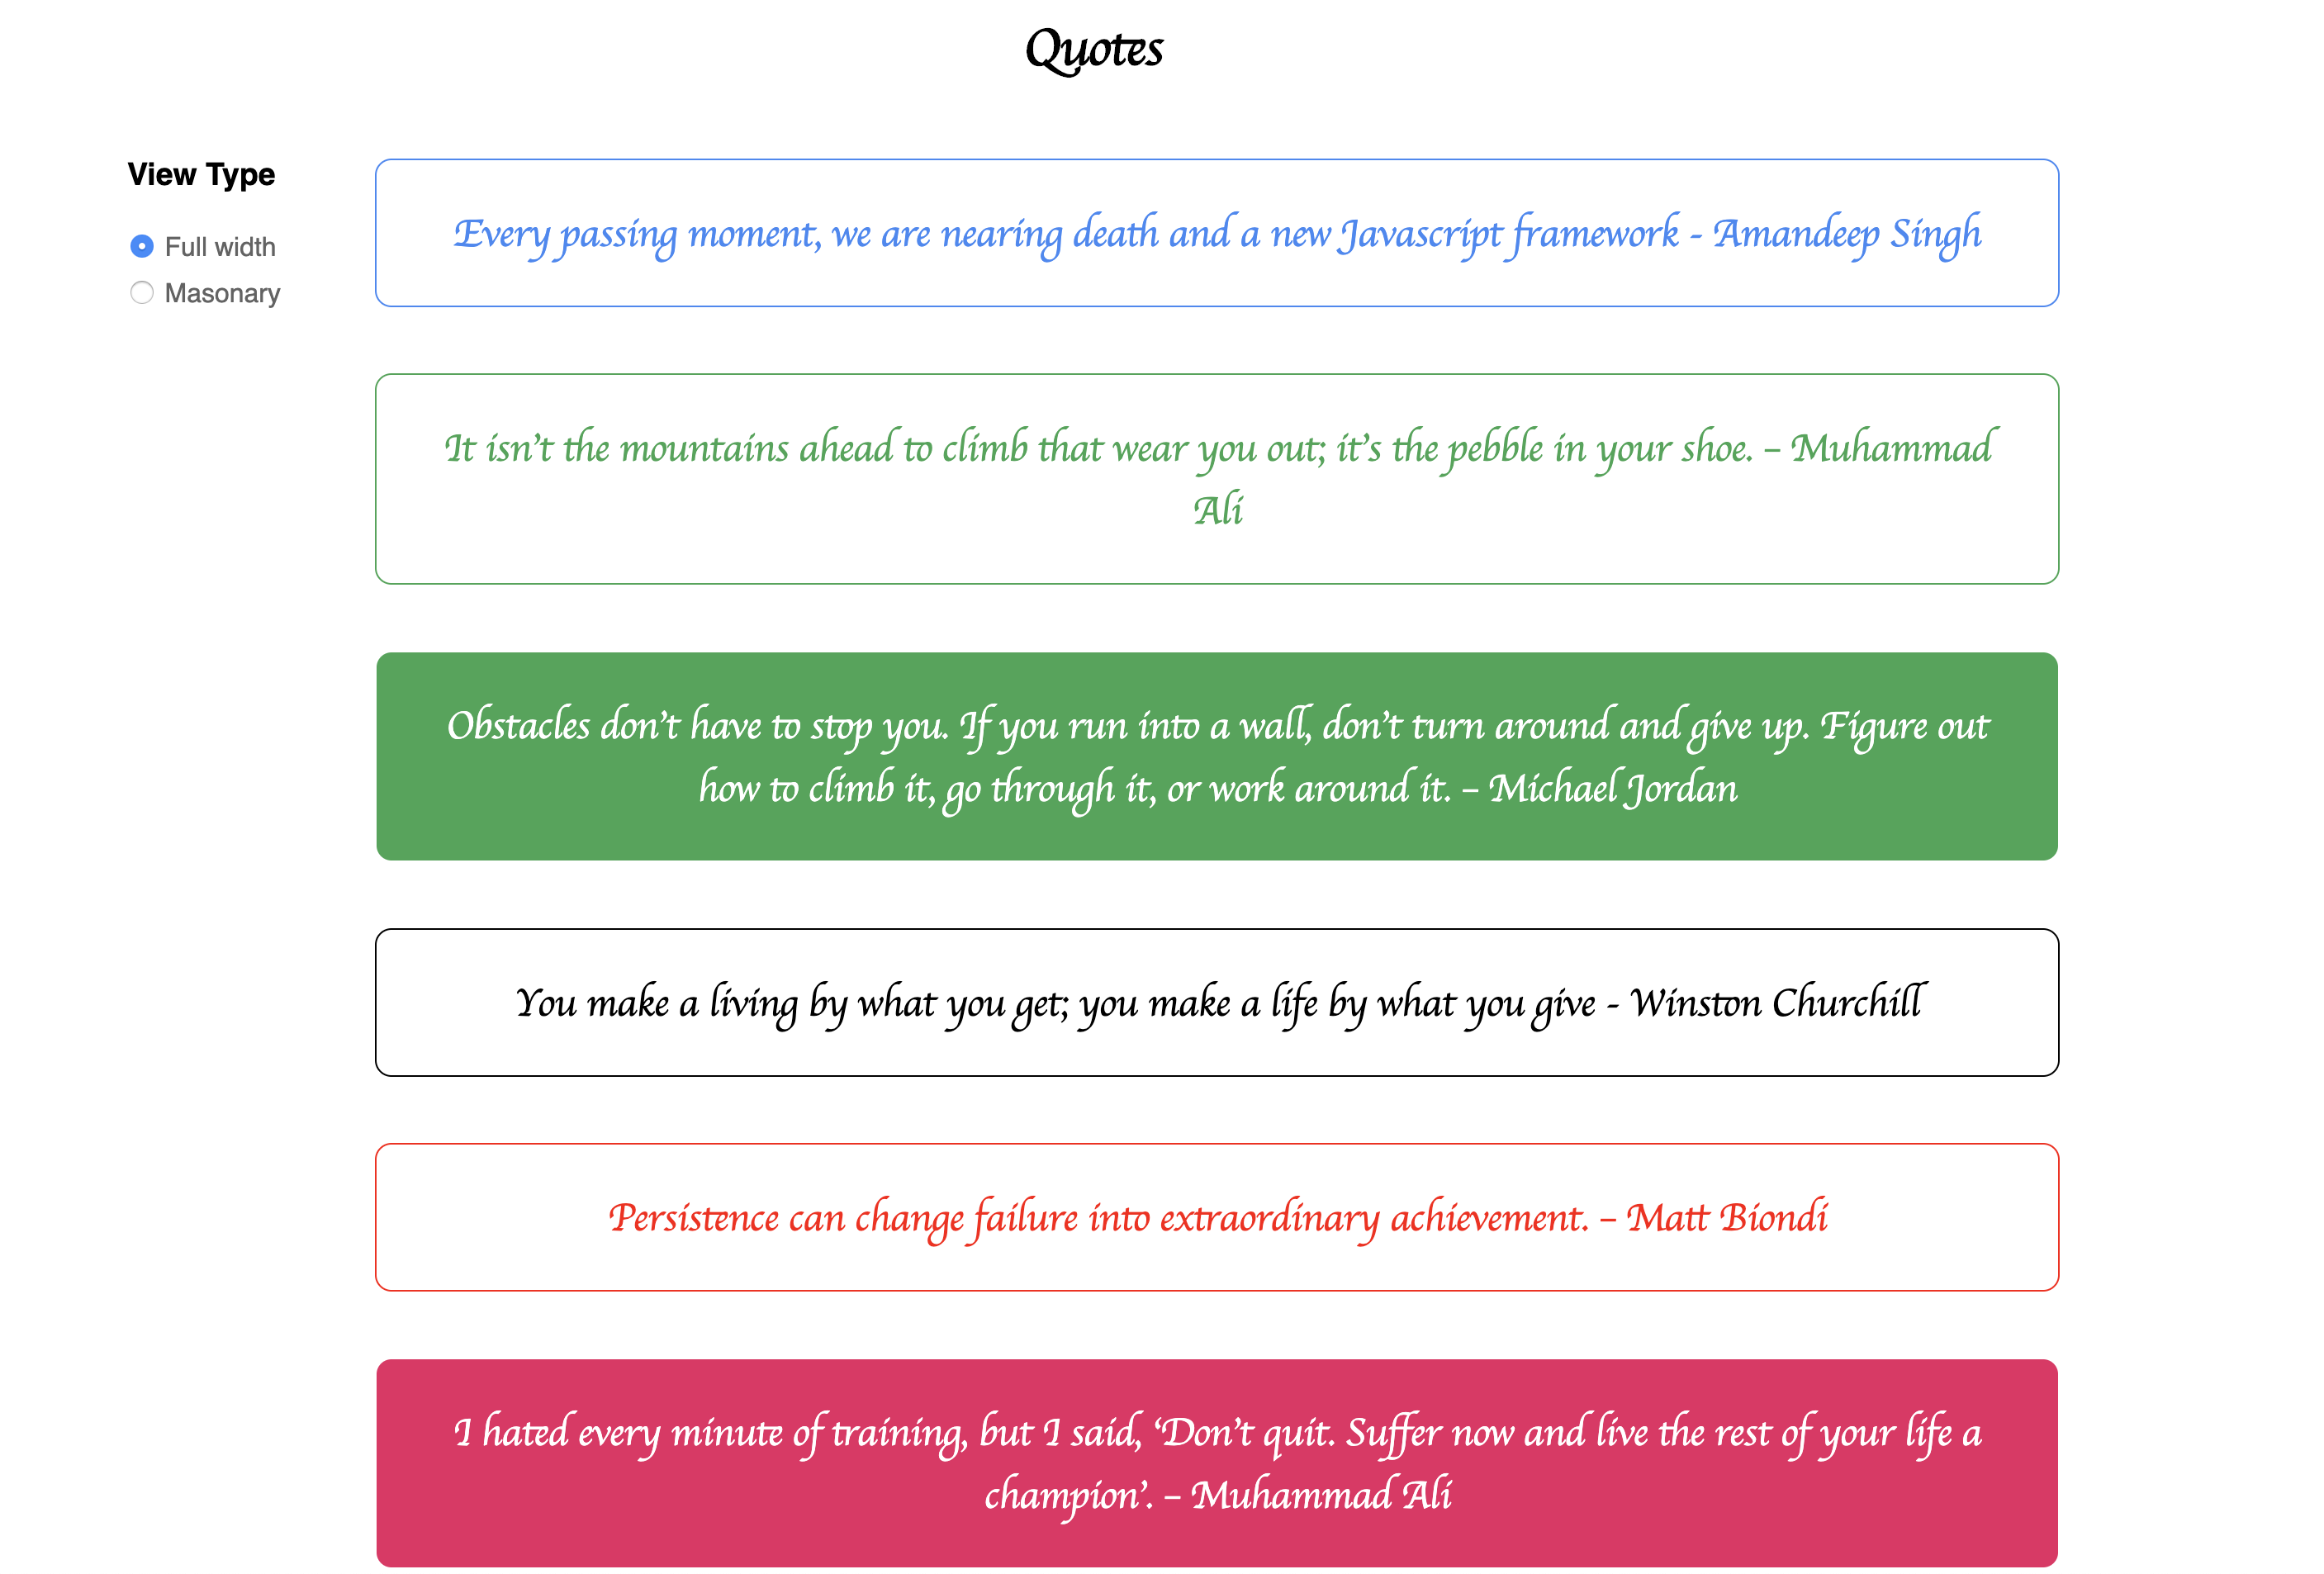 Quotes
View Type
Full width
Masonary
Every passing moment, we are nearing death and a new Javascript framework - Amandeep Singh
It isn’t the mountains ahead to climb that wear you out; it’s the pebble in your shoe. – Muhammad
Ali
Obstacles don’t have to stop you. If you run into a wall, don’t turn around and give up. Figure out
how to climb it, go through it, or work around it. – Michael Jordan
You make a living by what you get; you make a life by what you give - Winston Churchill
Persistence can change failure into extraordinary achievement. – Matt Biondi
I hated every minute of training, but I said, ‘Don’t quit. Suffer now and live the rest of your life a
champion’. – Muhammad Ali